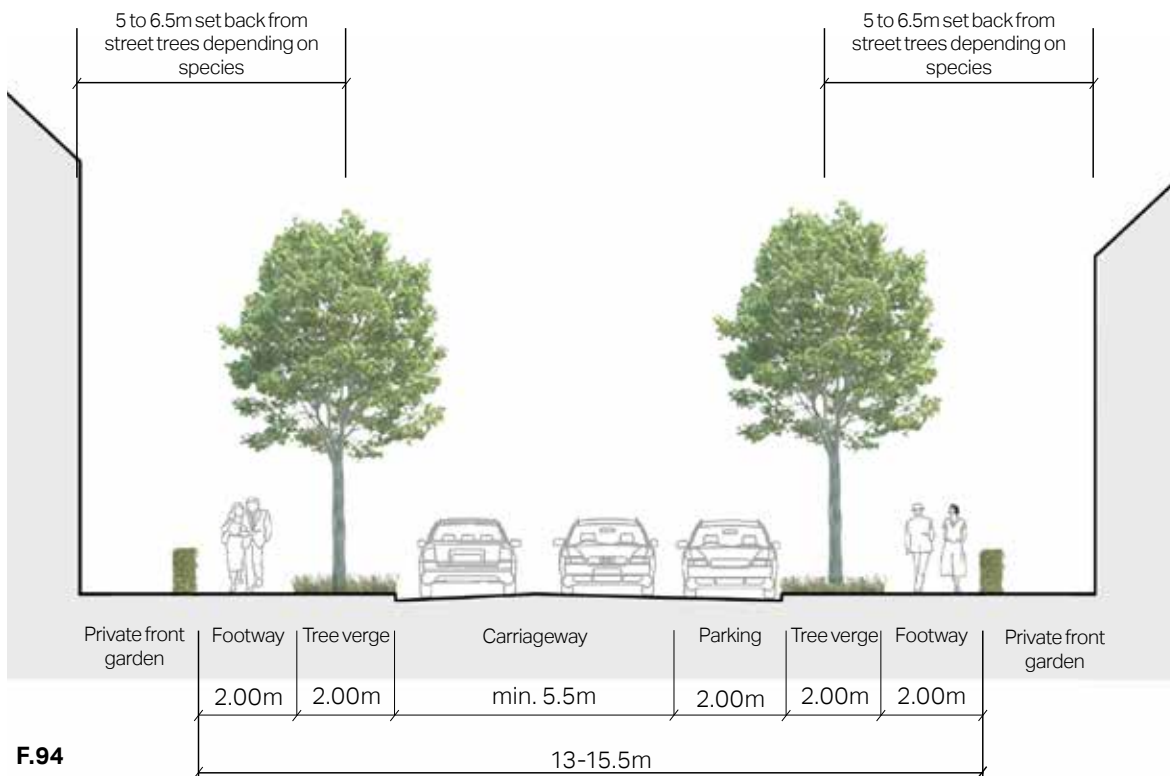 5 to 6.5m set back from
street trees depending on
species
5 to 6.5m set back from
street trees depending on
species
Private front
garden
Footway
Tree verge
Carriageway
Parking
Tree verge
Footway
Private front
garden
2.00m
2.00m
min. 5.5m
2.00m
2.00m
2.00m
13-15.5m
F.94